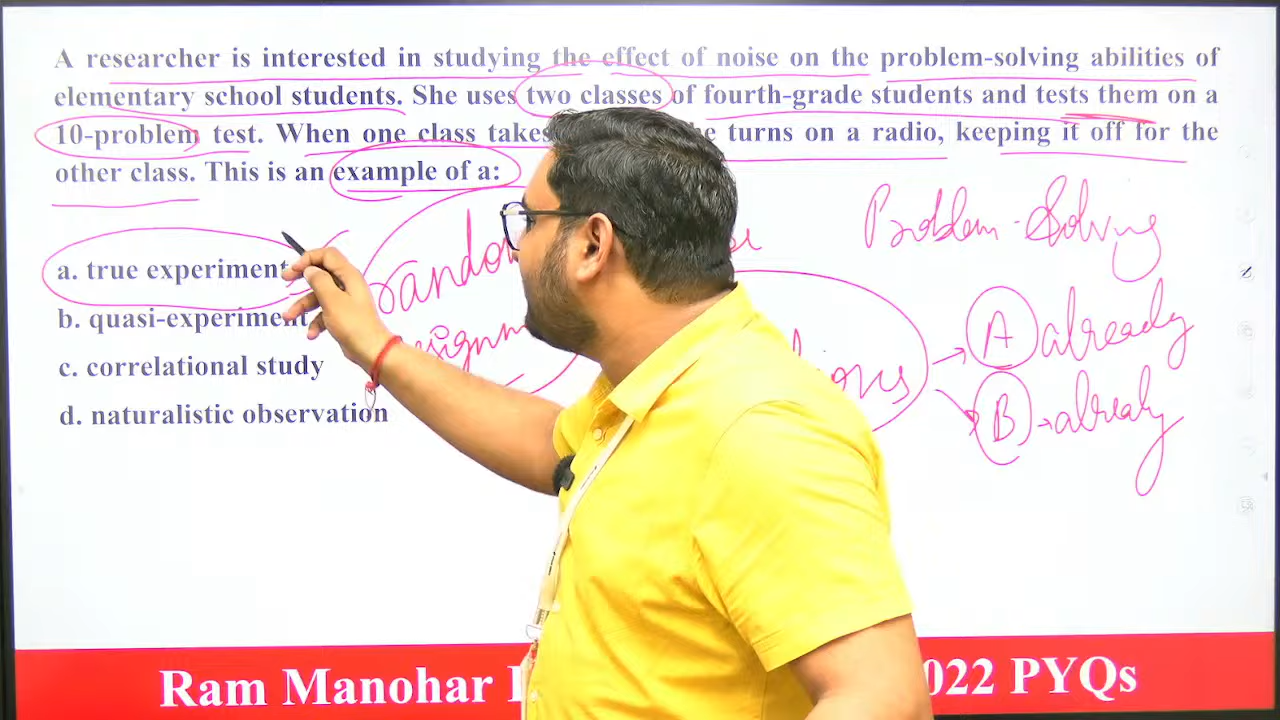 A researcher is interested in studying the effect of noise on the problem-solving abilities of
elementary school students. She uses two classes of fourth-grade students and tests them on a
10-problem test. When one class takes turns on a radio, keeping it off for the
other class. This is an example of a:
a. true experiment
b. quasi-experiment
c. correlational study
d. naturalistic observation
Problem-Solving
A already
B already
Ram Manohar
2022 PYQs